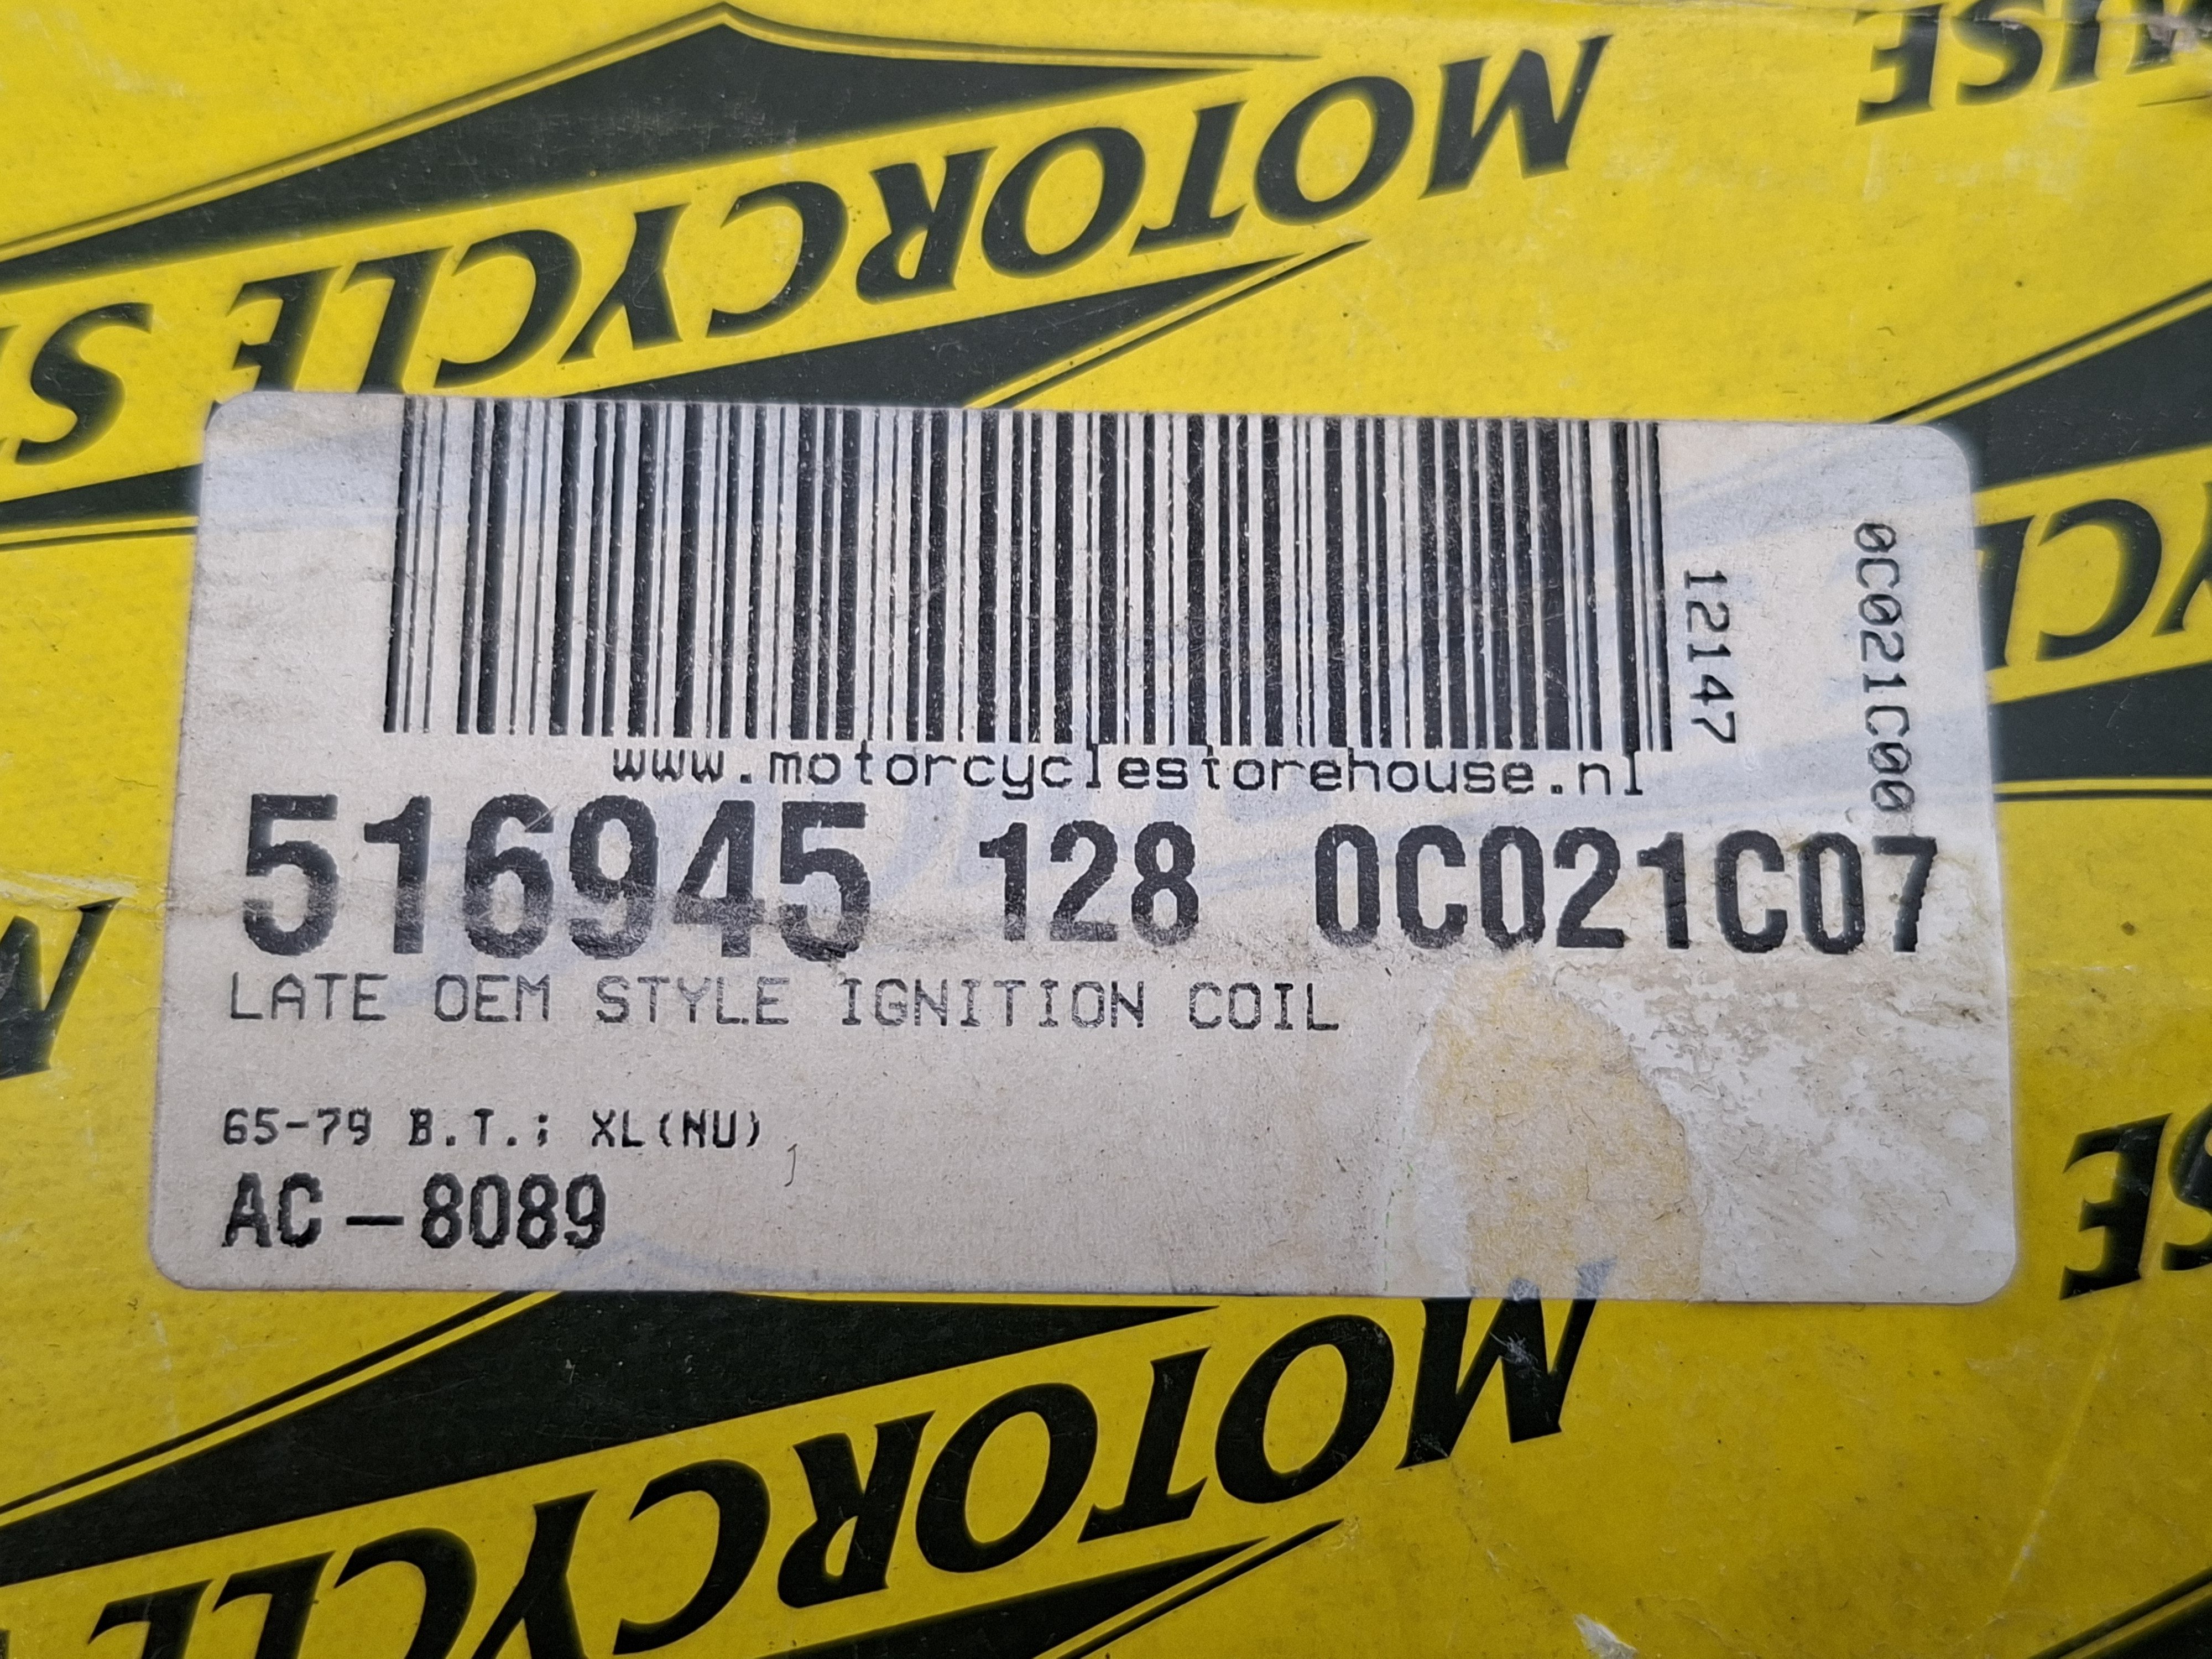 MOTORCYCLE S
MOTORCYCLE
12147
0C021C00
www.motorcyclestorehouse.nl
516945 128 0C021C07
LATE OEM STYLE IGNITION COIL
65-79 B.T.; XL(NU)
AC-8089
MOTORCYCLE